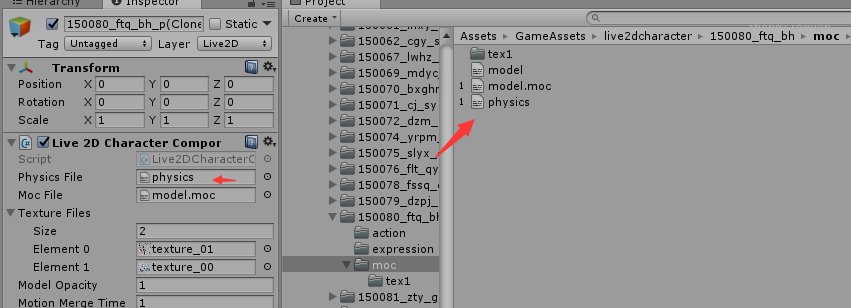 Hierarchy
Inspector
150080_ftq_bh_p(Clone
Static
Tag
Untagged
Layer
Live2D
Transform
Position
X 0 Y 0 Z 0
Rotation
X 0 Y 0 Z 0
Scale
X 1 Y 1 Z 1
Live 2D Character Compor
Script
Live2DCharacterC
Physics File
physics
Moc File
model.moc
Texture Files
Size
2
Element 0
texture_01
Element 1
texture_00
Model Opacity
1
Motion Merge Time
1
Project
Create
150062_cgy_s
150067_lwhz_
150069_mdyc
150070_bxghr
150071_cj_sy
150072_dzm_
150074_yrpm_
150075_slyx_
150076_flt_qy
150078_fssq_c
150079_dzpj_
150080_ftq_bh
action
expression
moc
tex1
150081_zty_g
Assets
GameAssets
live2dcharacter
150080_ftq_bh
moc
tex1
model
1 model.moc
1 physics